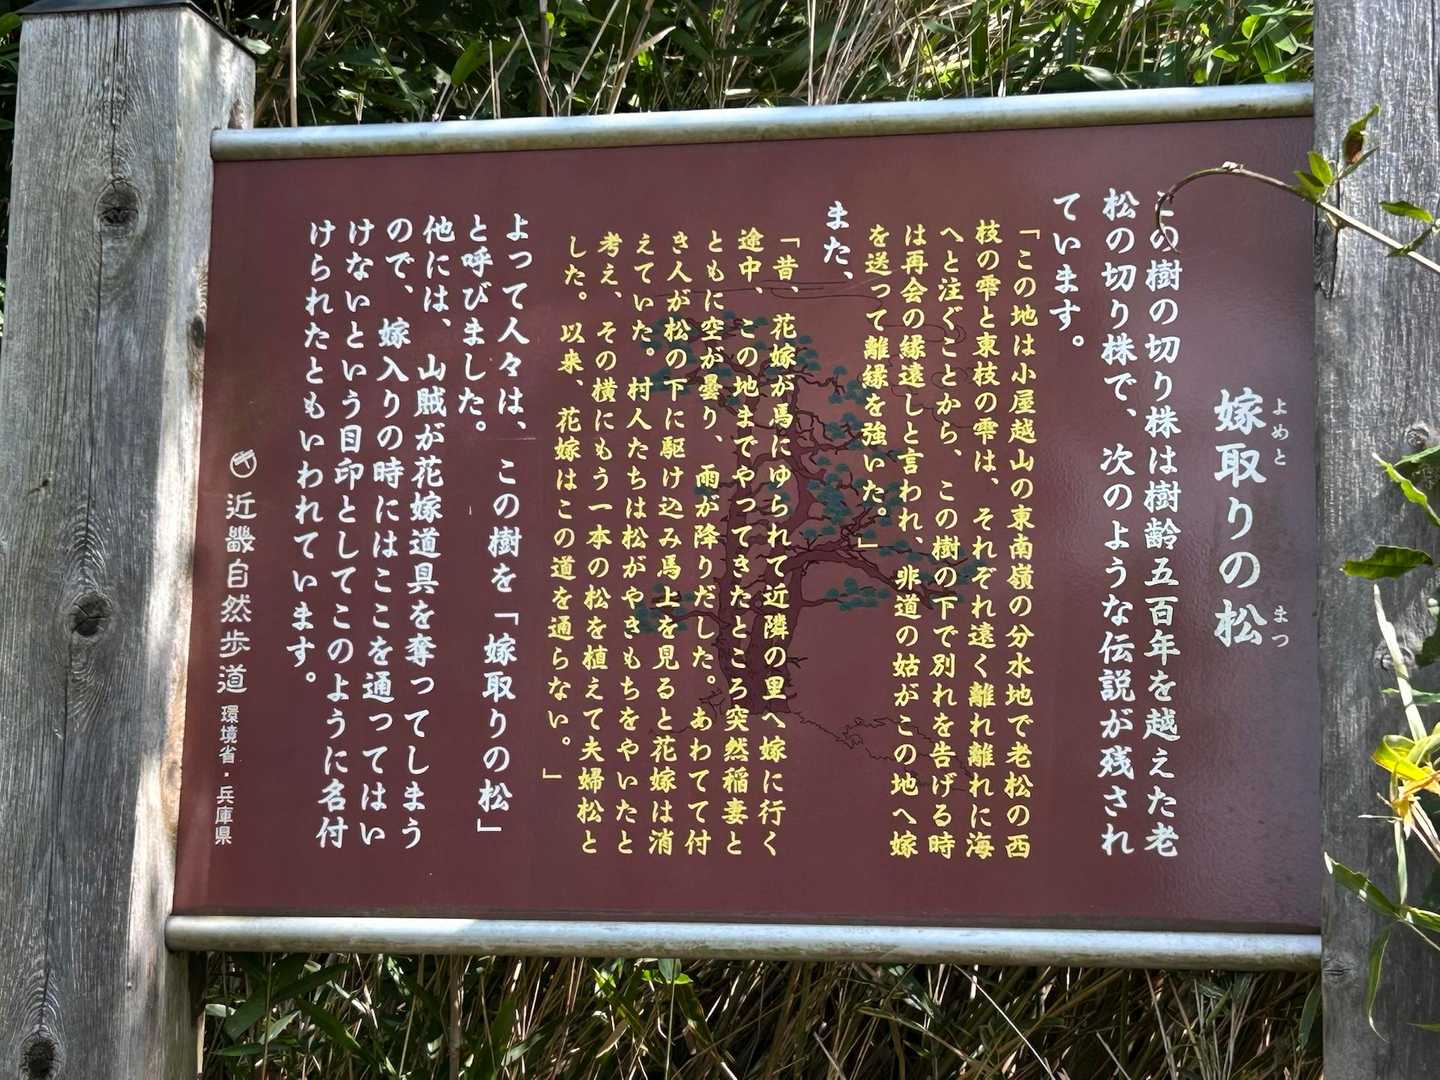 嫁取りの松
よめと
まつ
この樹の切り株は樹齢五百年を越えた老
松の切り株で、次のような伝説が残され
ています。
「この地は小屋越山の東南嶺の分水地で老松の西
枝の雫と東枝の雫は、それぞれ遠く離れ離れに海
へと注ぐことから、この樹の下で別れを告げる時
は再会の縁遠しと言われ、非道の姑がこの地へ嫁
を送って離縁を強いた。」
また、
「昔、花嫁が馬にゆられて近隣の里へ嫁に行く
途中、この地までやってきたところ突然稲妻と
ともに空が曇り、雨が降りだした。あわてて付
き人が松の下に駆け込み馬上を見ると花嫁は消
えていた。村人たちは松がやきもちをやいたと
考え、その横にもう一本の松を植えて夫婦松と
した。以来、花嫁はこの道を通らない。」
よって人々は、この樹を「嫁取りの松」
と呼びました。
他には、山賊が花嫁道具を奪ってしまう
ので、嫁入りの時にはここを通ってはい
けないという目印としてこのように名付
けられたともいわれています。
近畿自然歩道 環境省・兵庫県